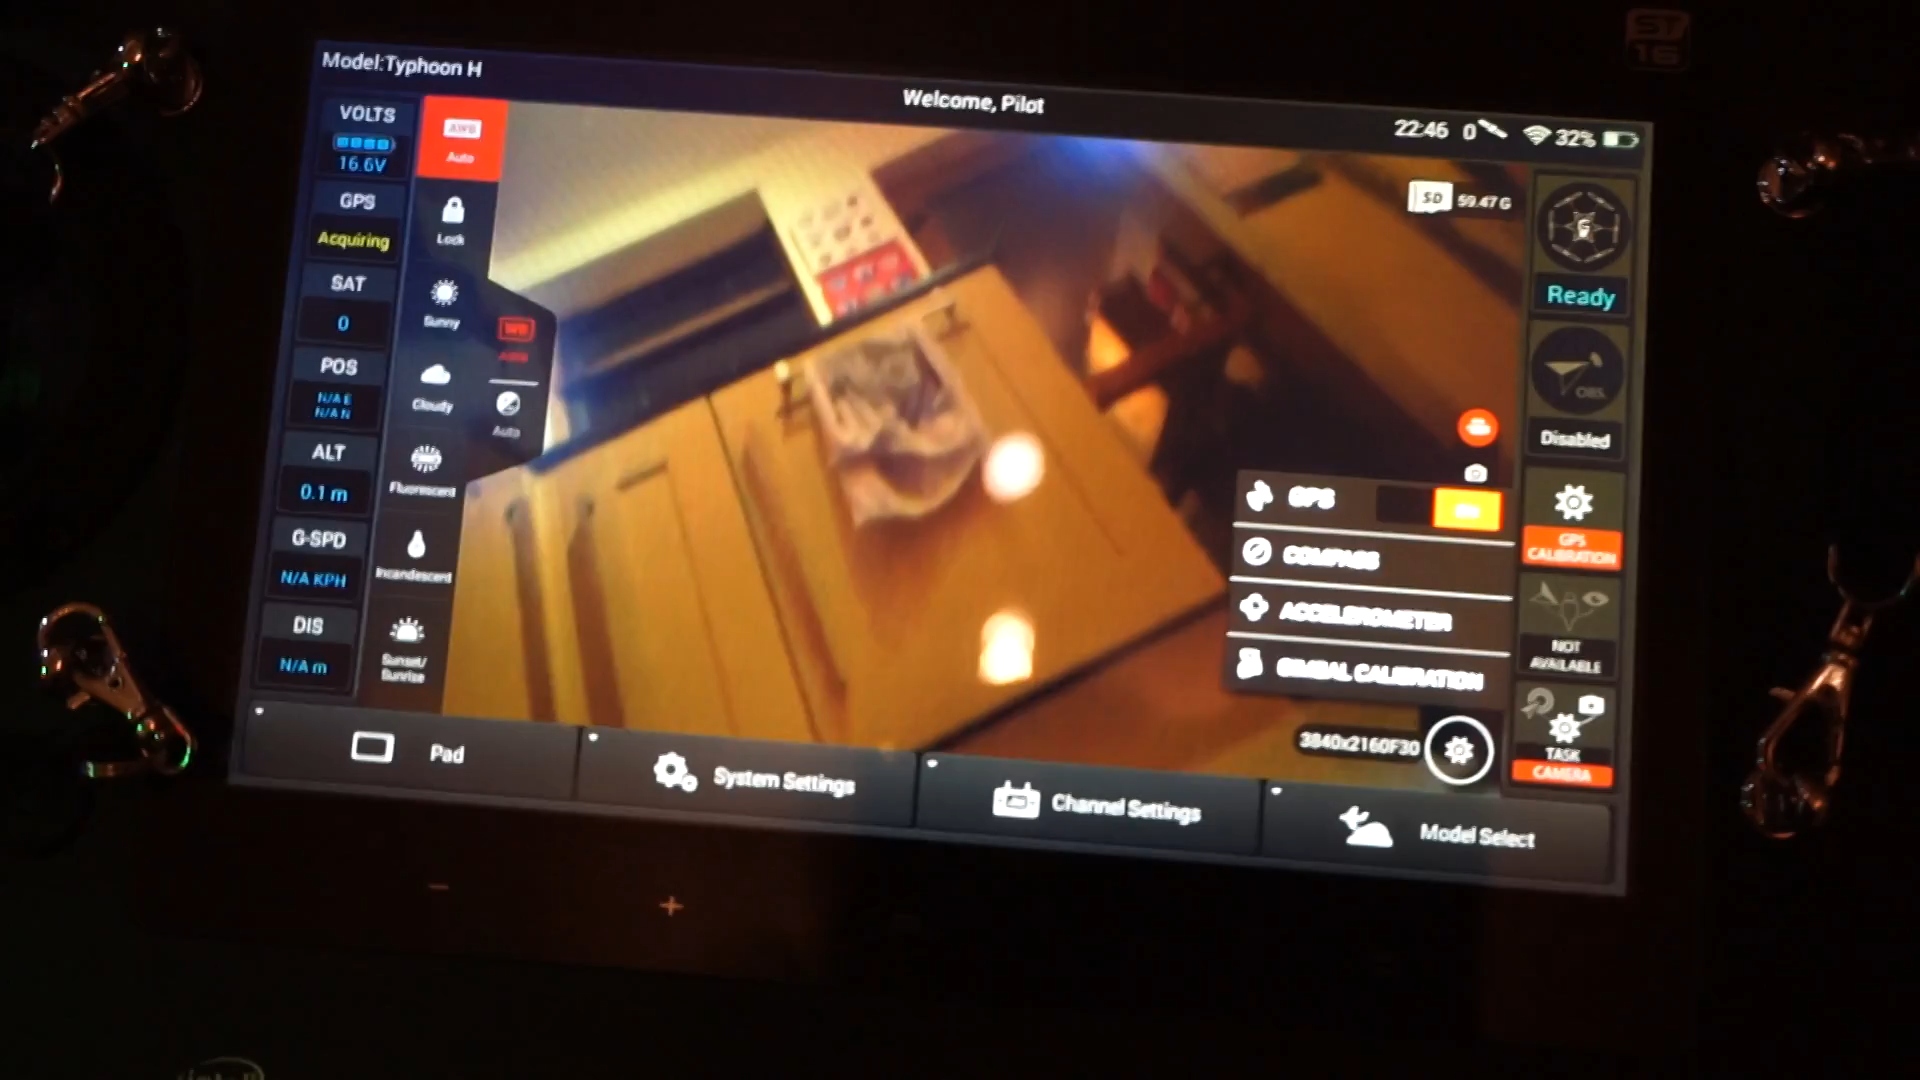 ST
16
Model:Typhoon H
Welcome, Pilot
22:46 0 32%
VOLTS
16.6V
GPS
Acquiring
SAT
0
POS
N/A E
N/A N
ALT
0.1 m
G-SPD
N/A KPH
DIS
N/A m
AWB
Auto
Lock
Sunny
Cloudy
Fluorescent
Incandescent
Sunset/
Sunrise
WB
Auto
SD 59.47 G
Ready
OBS.
Disabled
GPS
CALIBRATION
NOT
AVAILABLE
TASK
CAMERA
GPS
COMPASS
ACCELEROMETER
GIMBAL CALIBRATION
3840x2160F30
Pad
System Settings
Channel Settings
Model Select
- +